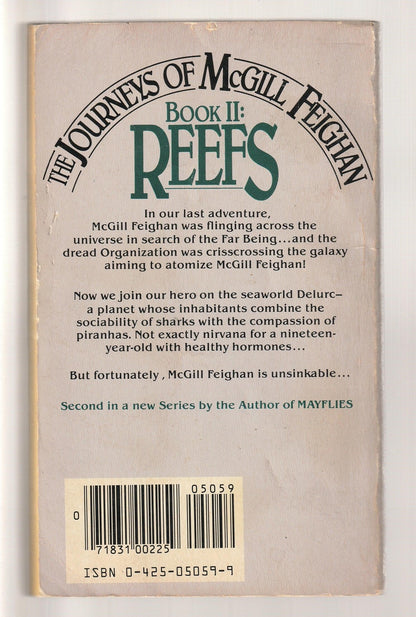 THE JOURNEYS OF MCGILL FEIGHAN
BOOK II:
REEFS
In our last adventure,
McGill Feighan was flinging across the
universe in search of the Far Being...and the
dread Organization was crisscrossing the galaxy
aiming to atomize McGill Feighan!
Now we join our hero on the seaworld Delurc–
a planet whose inhabitants combine the
sociability of sharks with the compassion of
piranhas. Not exactly nirvana for a nineteen-
year-old with healthy hormones...
But fortunately, McGill Feighan is unsinkable...
Second in a new Series by the Author of MAYFLIES
05059
0
71831 00225
ISBN 0-425-05059-9